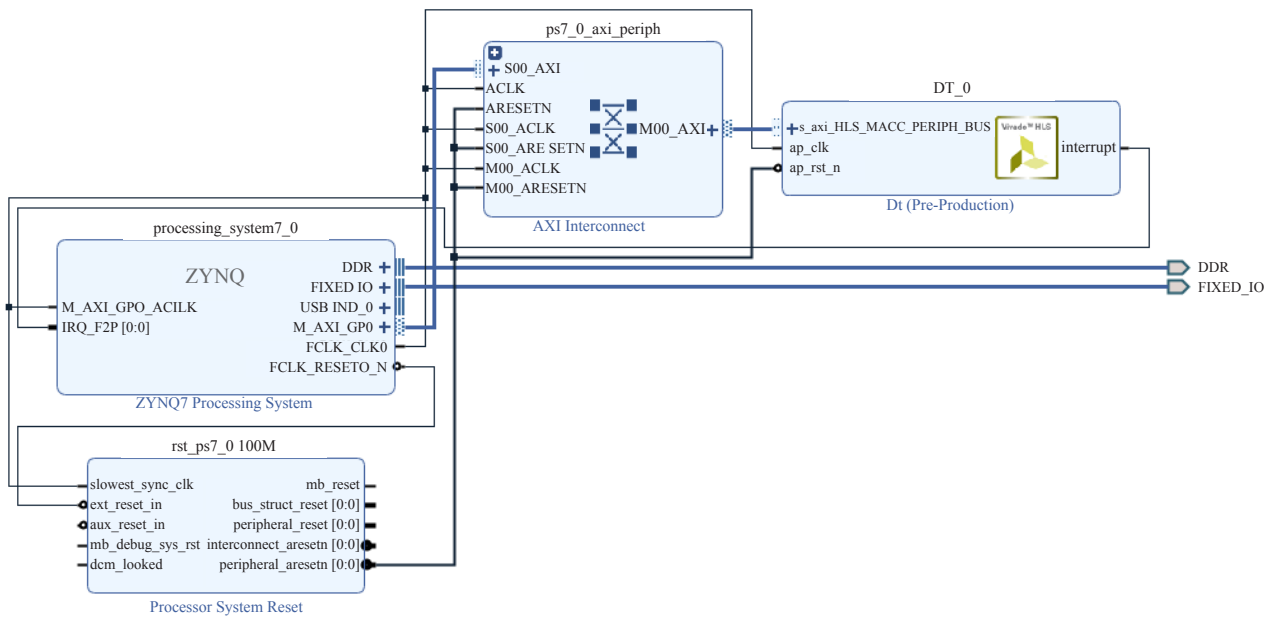 ps7_0_axi_periph
S00_AXI
ACLK
ARESETN
S00_ACLK
S00_ARE SETN
M00_ACLK
M00_ARESETN
M00_AXI
AXI Interconnect
DT_0
s_axi_HLS_MACC_PERIPH_BUS
ap_clk
ap_rst_n
interrupt
Dt (Pre-Production)
processing_system7_0
ZYNQ
M_AXI_GPO_ACILK
IRQ_F2P [0:0]
DDR
FIXED IO
USB IND_0
M_AXI_GP0
FCLK_CLK0
FCLK_RESETO_N
ZYNQ7 Processing System
DDR
FIXED_IO
rst_ps7_0 100M
slowest_sync_clk
ext_reset_in
aux_reset_in
mb_debug_sys_rst
dcm_looked
mb_reset
bus_struct_reset [0:0]
peripheral_reset [0:0]
interconnect_aresetn [0:0]
peripheral_aresetn [0:0]
Processor System Reset